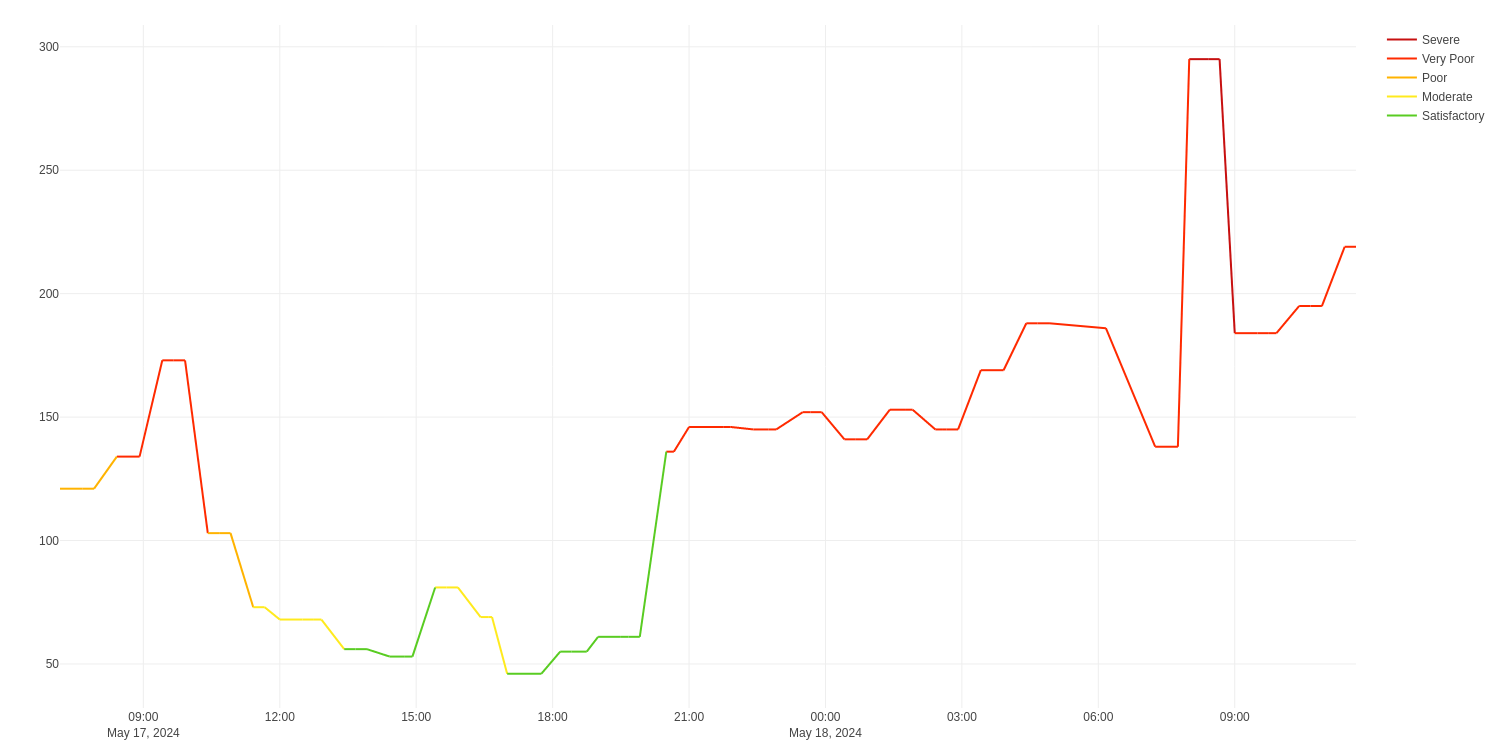 300
250
200
150
100
50
09:00
May 17, 2024
12:00
15:00
18:00
21:00
00:00
May 18, 2024
03:00
06:00
09:00
Severe
Very Poor
Poor
Moderate
Satisfactory